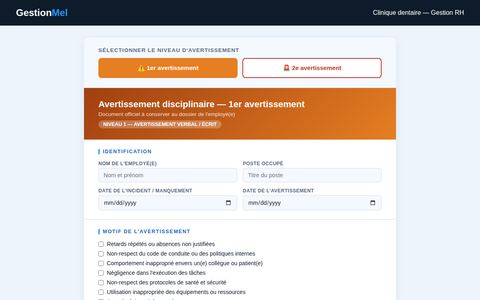 GestionMel
Clinique dentaire — Gestion RH
SÉLECTIONNER LE NIVEAU D'AVERTISSEMENT
⚠️ 1er avertissement
🚨 2e avertissement
Avertissement disciplinaire — 1er avertissement
Document officiel à conserver au dossier de l'employé(e)
NIVEAU 1 — AVERTISSEMENT VERBAL / ÉCRIT
IDENTIFICATION
NOM DE L'EMPLOYÉ(E)
POSTE OCCUPÉ
Nom et prénom
Titre du poste
DATE DE L'INCIDENT / MANQUEMENT
DATE DE L'AVERTISSEMENT
mm/dd/yyyy
mm/dd/yyyy
MOTIF DE L'AVERTISSEMENT
Retards répétés ou absences non justifiées
Non-respect du code de conduite ou des politiques internes
Comportement inapproprié envers un(e) collègue ou patient(e)
Négligence dans l'exécution des tâches
Non-respect des protocoles de santé et sécurité
Utilisation inappropriée des équipements ou ressources